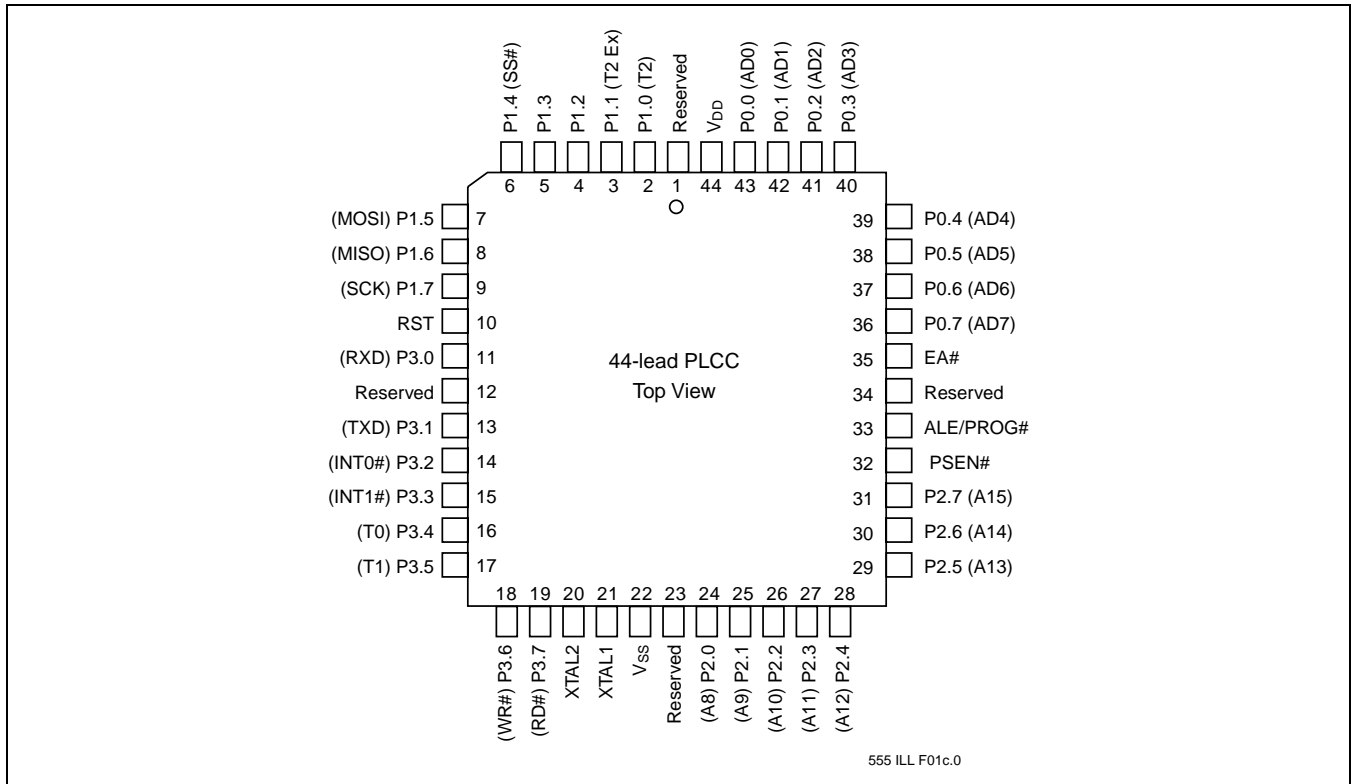 P1.4 (SS#)
P1.3
P1.2
P1.1 (T2 Ex)
P1.0 (T2)
Reserved
VDD
P0.0 (AD0)
P0.1 (AD1)
P0.2 (AD2)
P0.3 (AD3)
6 5 4 3 2 1 44 43 42 41 40
(MOSI) P1.5 7
(MISO) P1.6 8
(SCK) P1.7 9
RST 10
(RXD) P3.0 11
Reserved 12
(TXD) P3.1 13
(INT0#) P3.2 14
(INT1#) P3.3 15
(T0) P3.4 16
(T1) P3.5 17
44-lead PLCC
Top View
39 P0.4 (AD4)
38 P0.5 (AD5)
37 P0.6 (AD6)
36 P0.7 (AD7)
35 EA#
34 Reserved
33 ALE/PROG#
32 PSEN#
31 P2.7 (A15)
30 P2.6 (A14)
29 P2.5 (A13)
18 19 20 21 22 23 24 25 26 27 28
(WR#) P3.6
(RD#) P3.7
XTAL2
XTAL1
VSS
Reserved
(A8) P2.0
(A9) P2.1
(A10) P2.2
(A11) P2.3
(A12) P2.4
555 ILL F01c.0